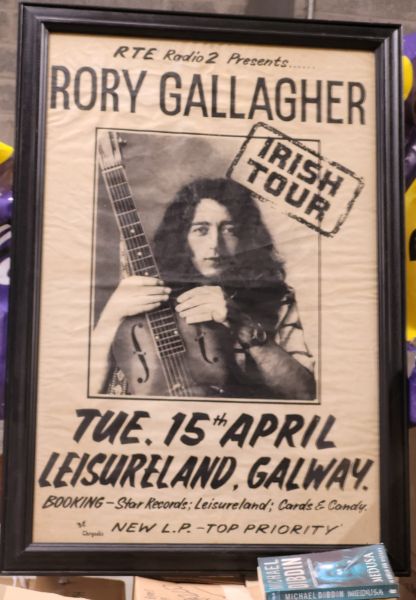 RTE Radio 2 Presents......
RORY GALLAGHER
IRISH
TOUR
TUE. 15th APRIL
LEISURELAND, GALWAY.
BOOKING - Star Records; Leisureland; Cards & Candy.
NEW L.P. - TOP PRIORITY
Chrysalis
MICHAEL
DIBDIN
MEDUSA
MICHAEL DIBDIN MEDUSA